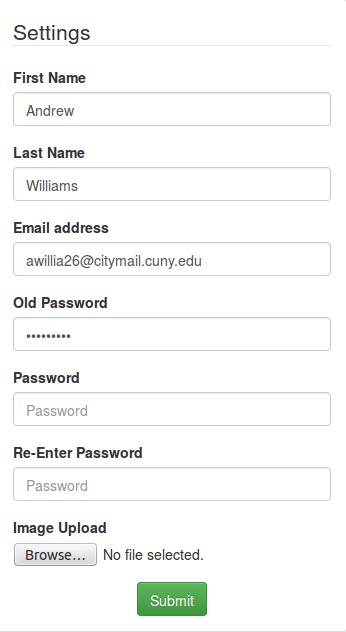 Settings
First Name
Andrew
Last Name
Williams
Email address
awillia26@citymail.cuny.edu
Old Password
•••••••••
Password
Password
Re-Enter Password
Password
Image Upload
Browse... No file selected.
Submit